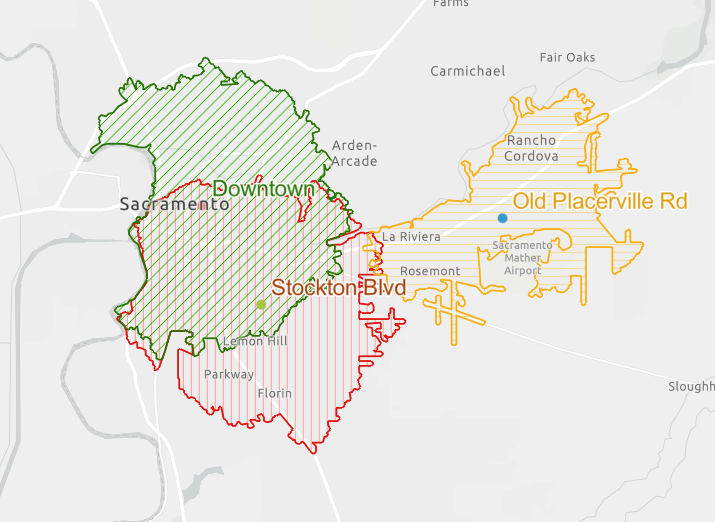 Farms
Fair Oaks
Carmichael
Rancho
Cordova
Arden-
Arcade
Downtown
Sacramento
Old Placerville Rd
La Riviera
Sacramento
Mather
Airport
Rosemont
Stockton Blvd
Lemon Hill
Parkway
Florin
Sloughh